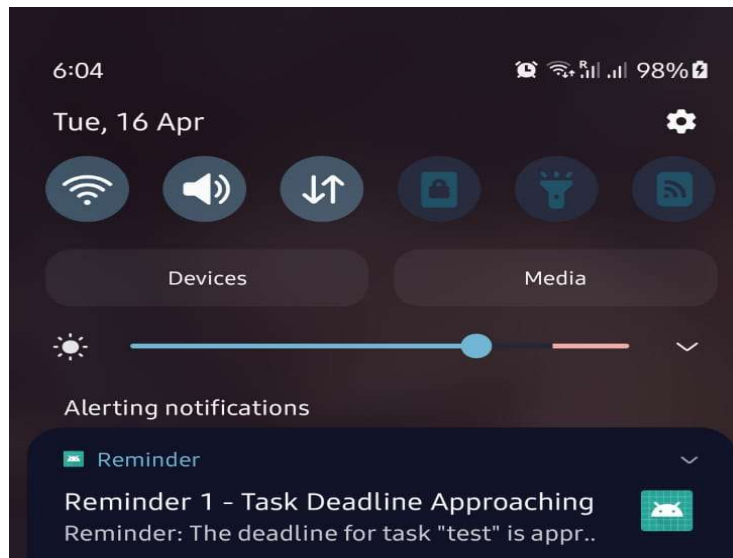 6:04 R 98%
Tue, 16 Apr
Devices Media
Alerting notifications
Reminder
Reminder 1 - Task Deadline Approaching
Reminder: The deadline for task "test" is appr..